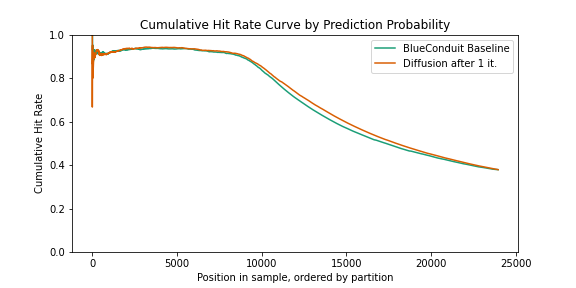 Cumulative Hit Rate Curve by Prediction Probability
BlueConduit Baseline
Diffusion after 1 it.
Cumulative Hit Rate
1.0
0.8
0.6
0.4
0.2
0.0
0 5000 10000 15000 20000 25000
Position in sample, ordered by partition